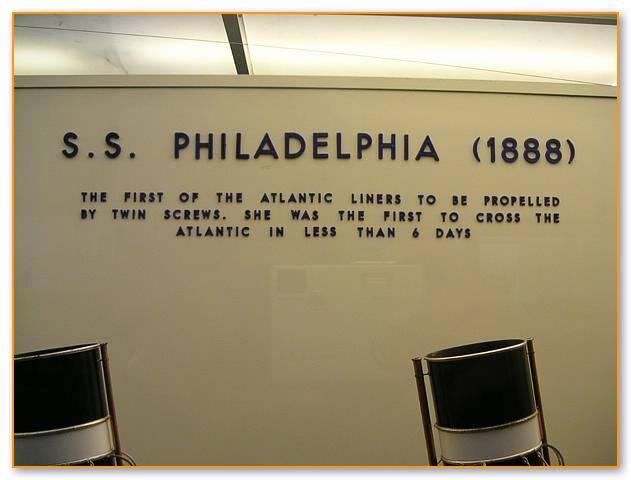 S.S. PHILADELPHIA (1888)
THE FIRST OF THE ATLANTIC LINERS TO BE PROPELLED
BY TWIN SCREWS. SHE WAS THE FIRST TO CROSS THE
ATLANTIC IN LESS THAN 6 DAYS